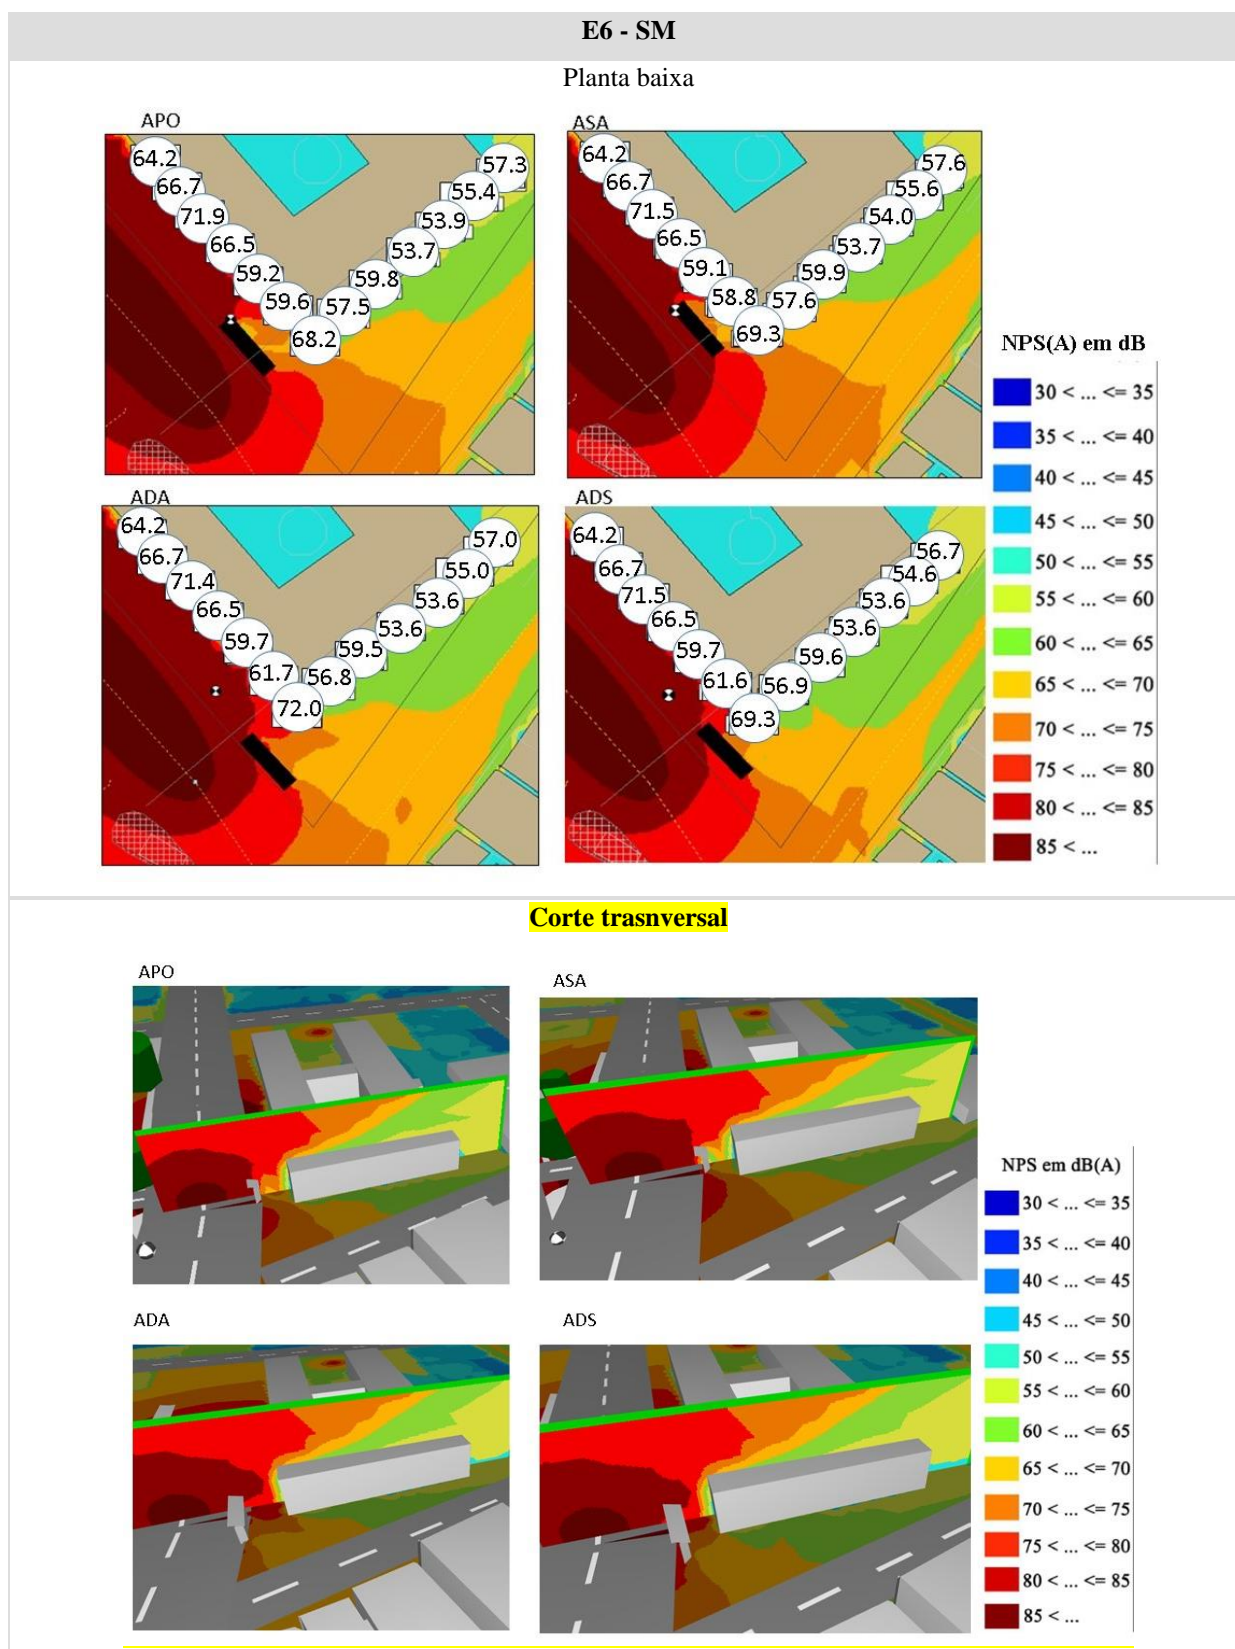 E6 - SM
Planta baixa
APO
64.2
66.7
71.9
66.5
59.2
59.6
68.2
57.5
59.8
53.7
53.9
55.4
57.3
ASA
64.2
66.7
71.5
66.5
59.1
58.8
69.3
57.6
59.9
53.7
54.0
55.6
57.6
ADA
64.2
66.7
71.4
66.5
59.7
61.7
72.0
56.8
59.5
53.6
53.6
55.0
57.0
ADS
64.2
66.7
71.5
66.5
59.7
61.6
69.3
56.9
59.6
53.6
53.6
54.6
56.7
NPS(A) em dB
30 < ... <= 35
35 < ... <= 40
40 < ... <= 45
45 < ... <= 50
50 < ... <= 55
55 < ... <= 60
60 < ... <= 65
65 < ... <= 70
70 < ... <= 75
75 < ... <= 80
80 < ... <= 85
85 < ...
Corte trasnversal
APO
ASA
ADA
ADS
NPS em dB(A)
30 < ... <= 35
35 < ... <= 40
40 < ... <= 45
45 < ... <= 50
50 < ... <= 55
55 < ... <= 60
60 < ... <= 65
65 < ... <= 70
70 < ... <= 75
75 < ... <= 80
80 < ... <= 85
85 < ...